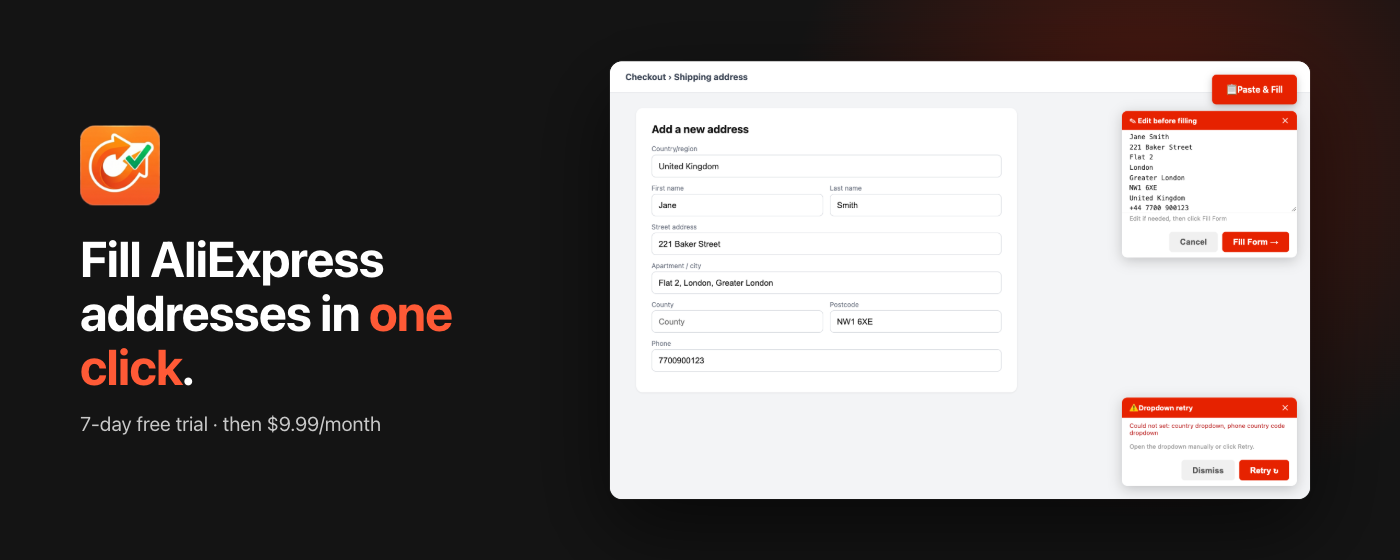 Fill AliExpress
addresses in one
click.
7-day free trial · then $9.99/month
Checkout › Shipping address
Add a new address
Country/region
United Kingdom
First name
Last name
Jane
Smith
Street address
221 Baker Street
Apartment / city
Flat 2, London, Greater London
County
Postcode
County
NW1 6XE
Phone
7700900123
📋Paste & Fill
✎ Edit before filling ✕
Jane Smith
221 Baker Street
Flat 2
London
Greater London
NW1 6XE
United Kingdom
+44 7700 900123
Edit if needed, then click Fill Form
Cancel
Fill Form →
⚠️Dropdown retry ✕
Could not set: country dropdown, phone country code
dropdown
Open the dropdown manually or click Retry.
Dismiss
Retry ↻